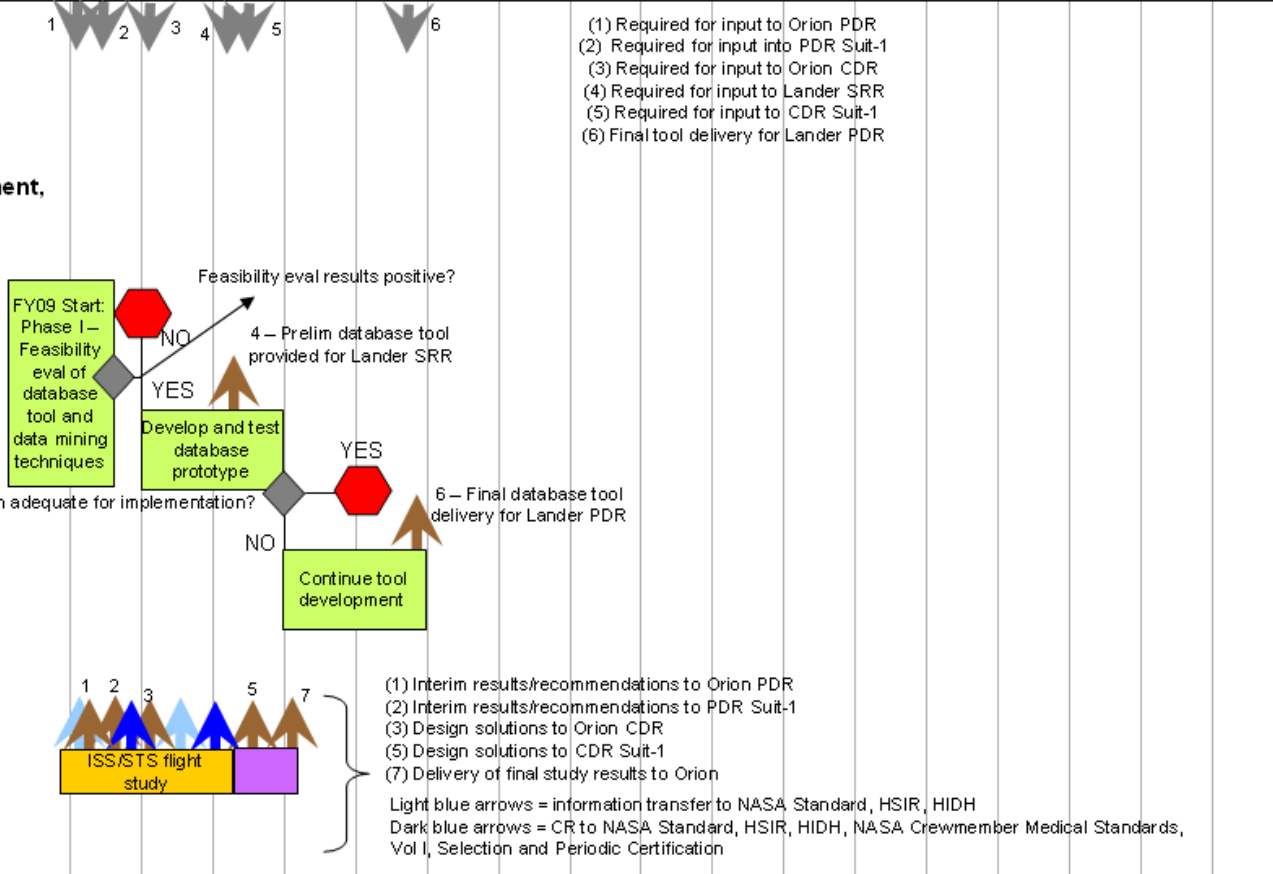 1
2
3
4
5
6
(1) Required for input to Orion PDR
(2) Required for input into PDR Suit-1
(3) Required for input to Orion CDR
(4) Required for input to Lander SRR
(5) Required for input to CDR Suit-1
(6) Final tool delivery for Lander PDR
ent,
Feasibility eval results positive?
FY09 Start:
Phase I –
Feasibility
eval of
database
tool and
data mining
techniques
NO
4 – Prelim database tool
provided for Lander SRR
YES
Develop and test
database
prototype
YES
adequate for implementation?
6 – Final database tool
delivery for Lander PDR
NO
Continue tool
development
1
2
3
5
7
ISS/STS flight
study
(1) Interim results/recommendations to Orion PDR
(2) Interim results/recommendations to PDR Suit-1
(3) Design solutions to Orion CDR
(5) Design solutions to CDR Suit-1
(7) Delivery of final study results to Orion
Light blue arrows = information transfer to NASA Standard, HSIR, HIDH
Dark blue arrows = CR to NASA Standard, HSIR, HIDH, NASA Crewmember Medical Standards,
Vol I, Selection and Periodic Certification